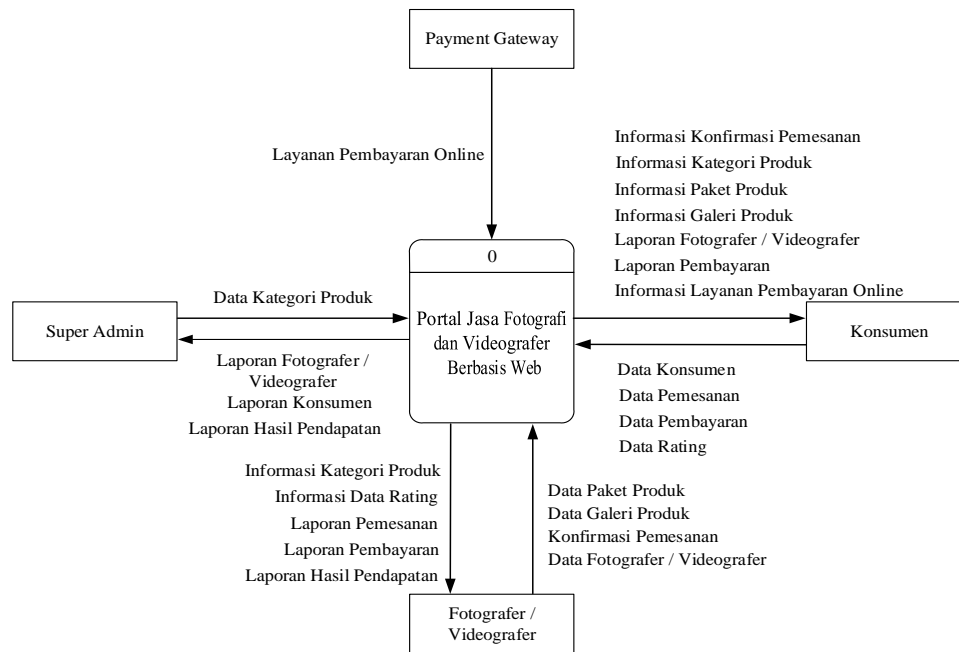 Payment Gateway
Layanan Pembayaran Online
Informasi Konfirmasi Pemesanan
Informasi Kategori Produk
Informasi Paket Produk
Informasi Galeri Produk
Laporan Fotografer / Videografer
Laporan Pembayaran
Informasi Layanan Pembayaran Online
0
Portal Jasa Fotografi
dan Videografer
Berbasis Web
Super Admin
Data Kategori Produk
Laporan Fotografer /
Videografer
Laporan Konsumen
Laporan Hasil Pendapatan
Konsumen
Data Konsumen
Data Pemesanan
Data Pembayaran
Data Rating
Informasi Kategori Produk
Informasi Data Rating
Laporan Pemesanan
Laporan Pembayaran
Laporan Hasil Pendapatan
Data Paket Produk
Data Galeri Produk
Konfirmasi Pemesanan
Data Fotografer / Videografer
Fotografer /
Videografer